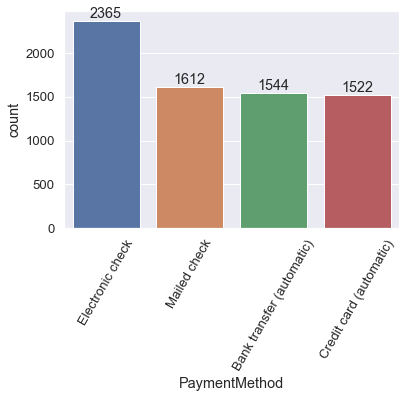 2365
1612
1544
1522
2000
1500
1000
500
0
count
Electronic check
Mailed check
Bank transfer (automatic)
Credit card (automatic)
PaymentMethod